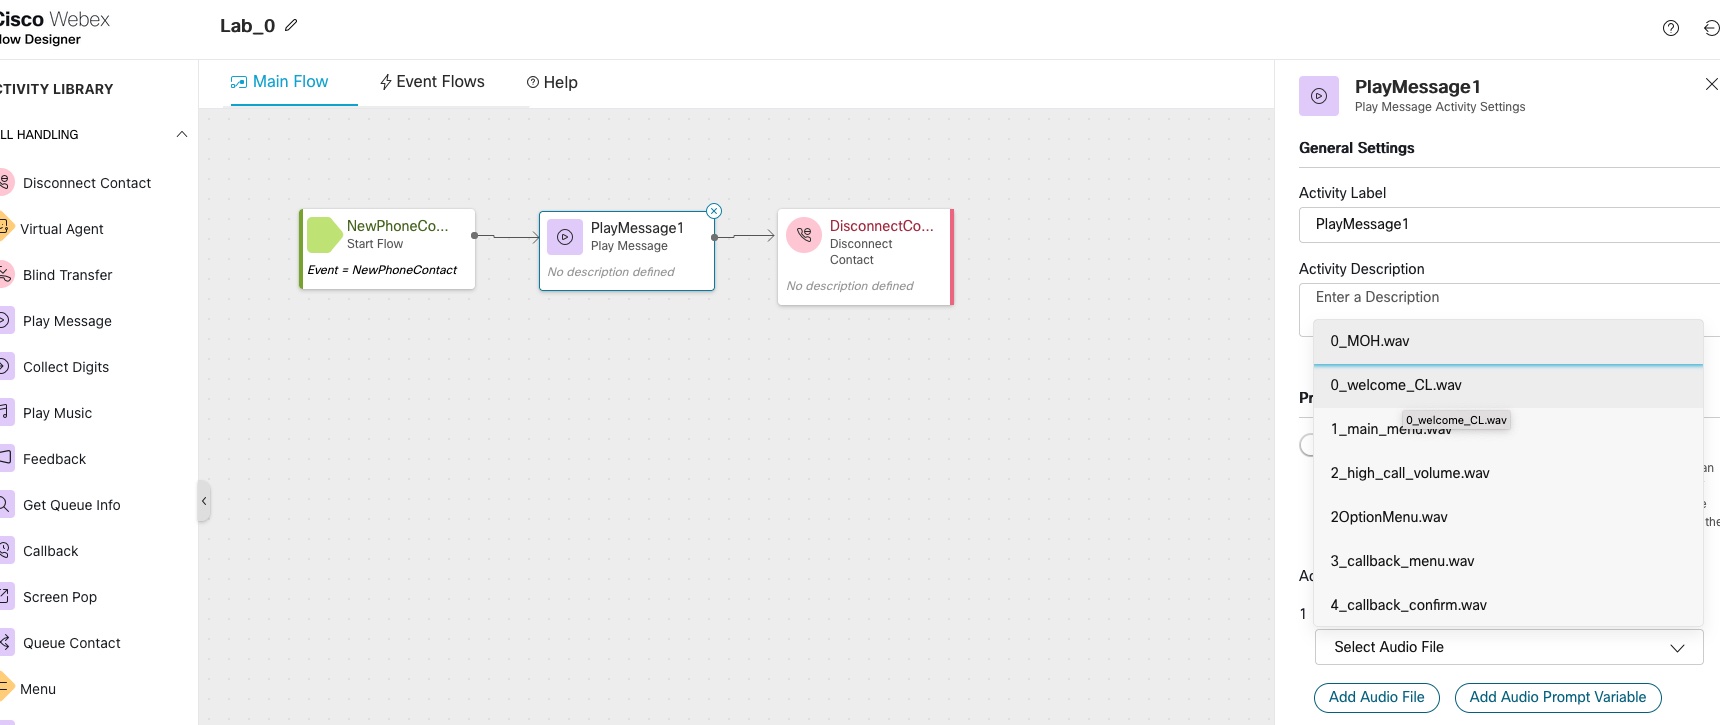 Cisco Webex
low Designer
Lab_0
CTIVITY LIBRARY
LL HANDLING
Disconnect Contact
Virtual Agent
Blind Transfer
Play Message
Collect Digits
Play Music
Feedback
Get Queue Info
Callback
Screen Pop
Queue Contact
Menu
Main Flow
Event Flows
Help
NewPhoneCo...
Start Flow
Event = NewPhoneContact
PlayMessage1
Play Message
No description defined
DisconnectCo...
Disconnect
Contact
No description defined
PlayMessage1
Play Message Activity Settings
General Settings
Activity Label
PlayMessage1
Activity Description
Enter a Description
0_MOH.wav
0_welcome_CL.wav
0_welcome_CL.wav
1_main_menu.wav
2_high_call_volume.wav
2OptionMenu.wav
3_callback_menu.wav
4_callback_confirm.wav
Pr
an
the
1
Select Audio File
Add Audio File
Add Audio Prompt Variable